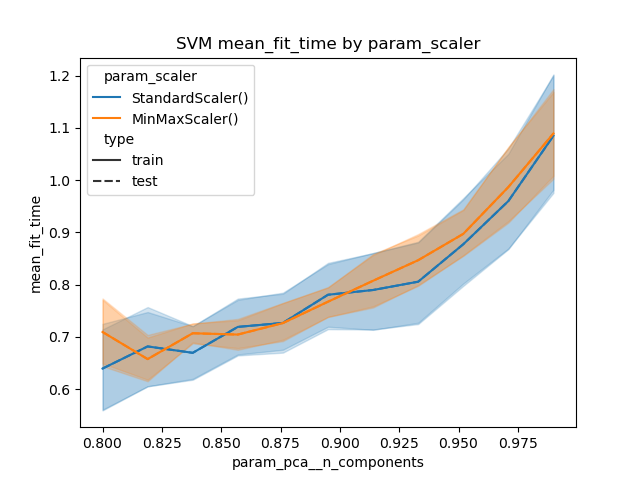 SVM mean_fit_time by param_scaler
param_scaler
StandardScaler()
MinMaxScaler()
type
train
test
mean_fit_time
1.2
1.1
1.0
0.9
0.8
0.7
0.6
0.800 0.825 0.850 0.875 0.900 0.925 0.950 0.975
param_pca__n_components